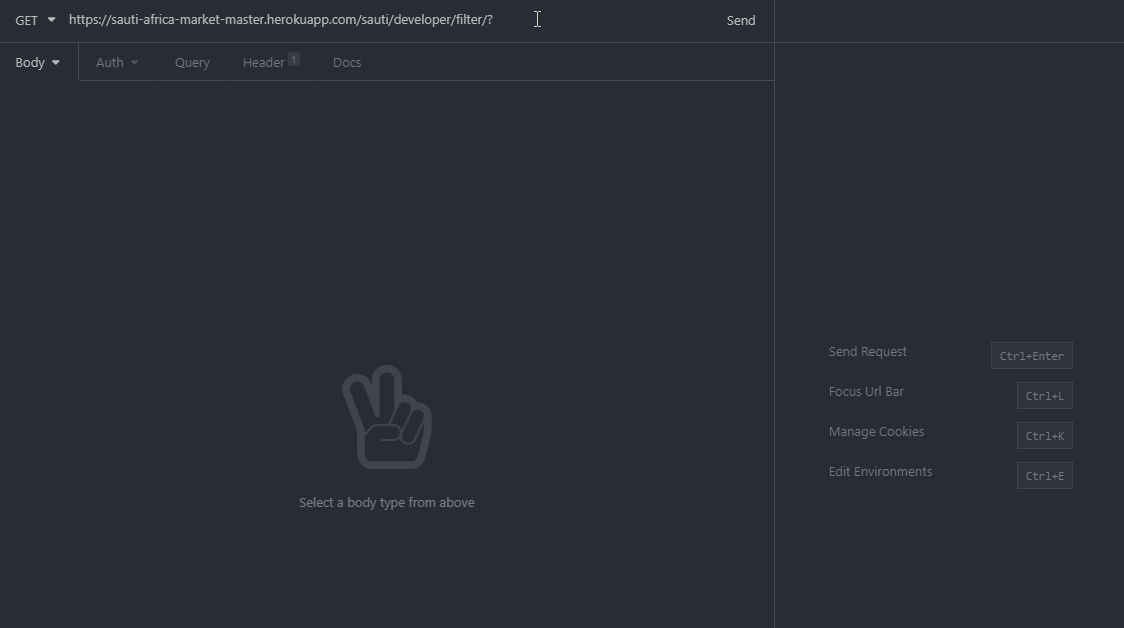 GET https://sauti-africa-market-master.herokuapp.com/sauti/developer/filter/? Send
Body Auth Query Header 1 Docs
Send Request Ctrl+Enter
Focus Url Bar Ctrl+L
Manage Cookies Ctrl+K
Edit Environments Ctrl+E
Select a body type from above